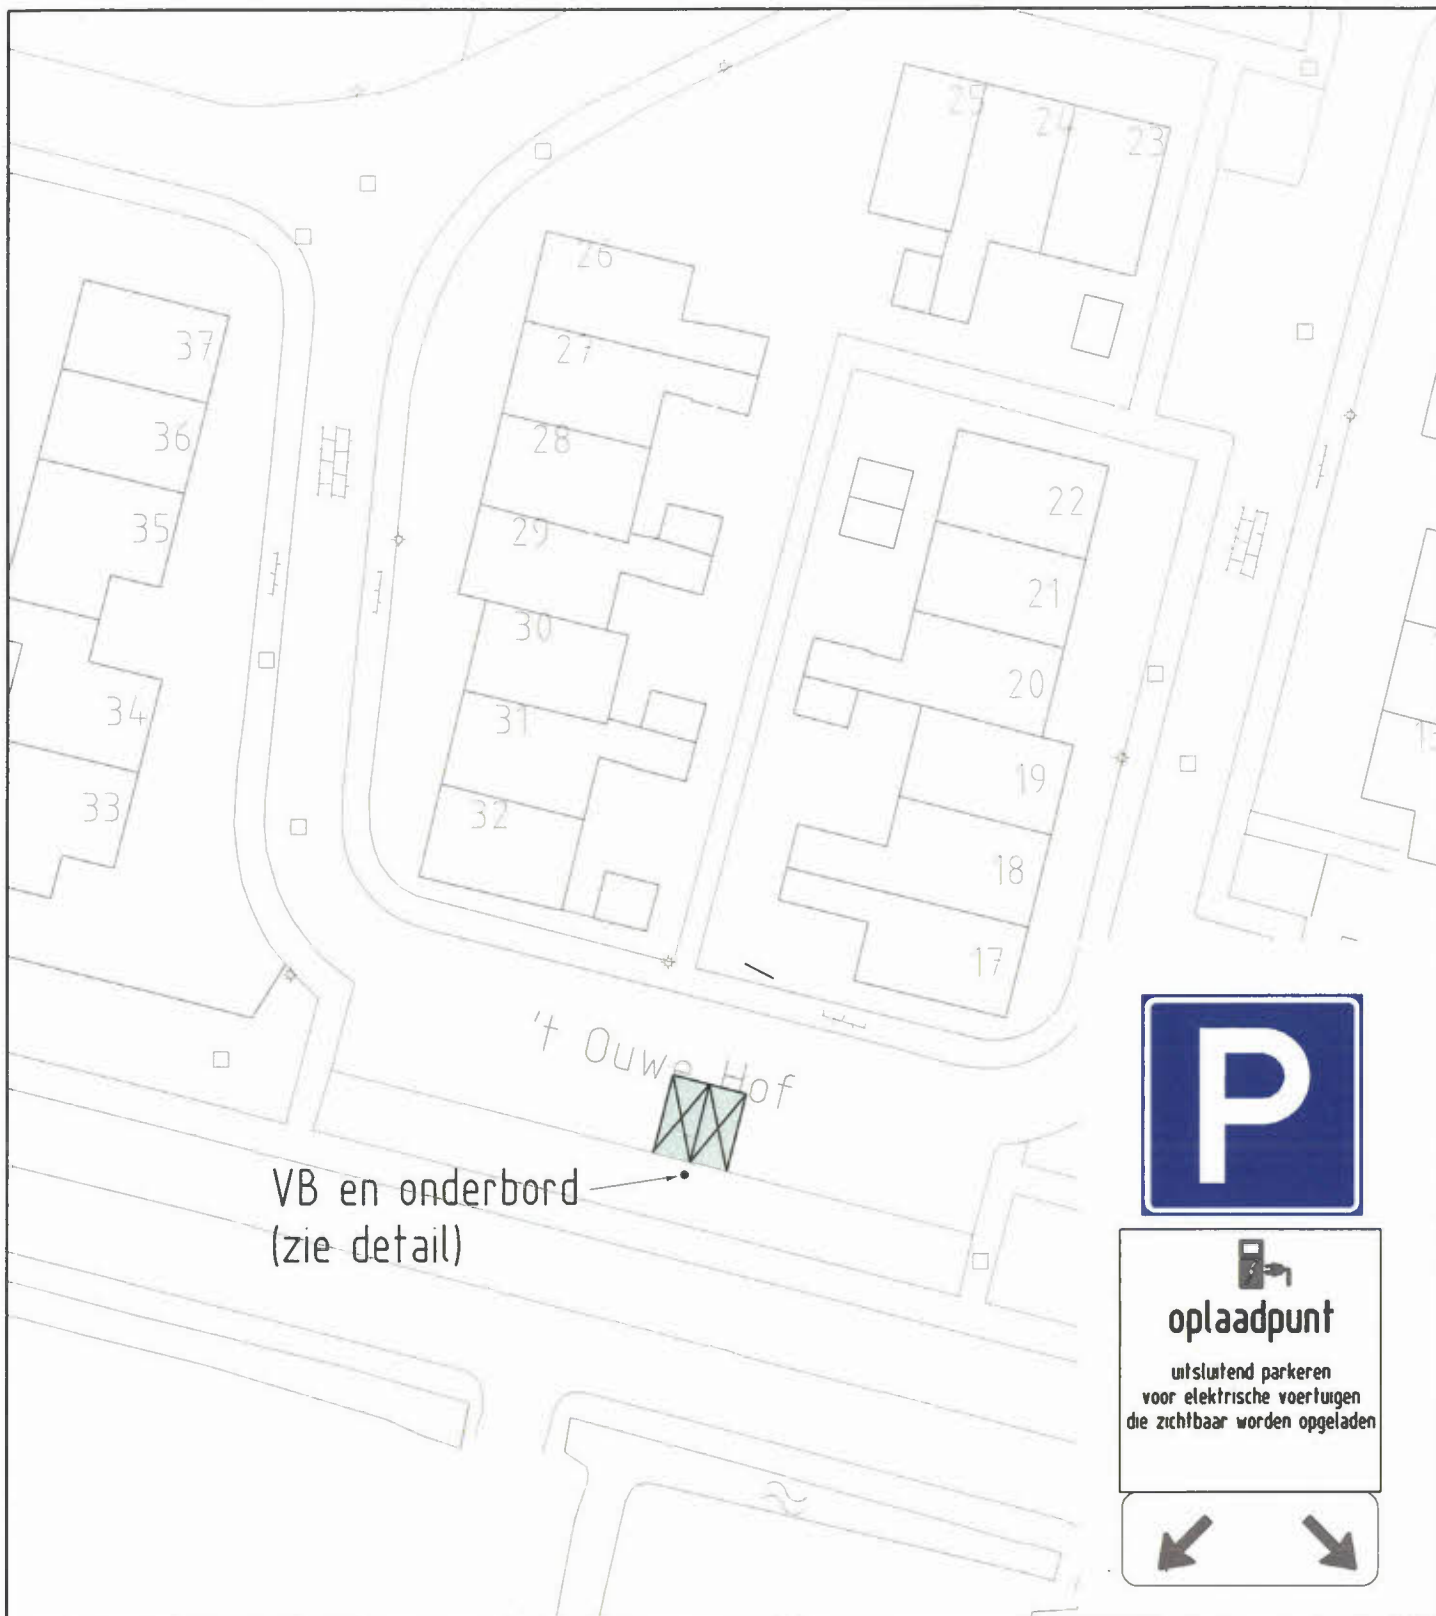 25
24
23
26
27
28
29
30
31
32
37
36
35
34
33
22
21
20
19
18
17
't Ouwe Hof
VB en onderbord
(zie detail)
P
oplaadpunt
uitsluitend parkeren
voor elektrische voertuigen
die zichtbaar worden opgeladen